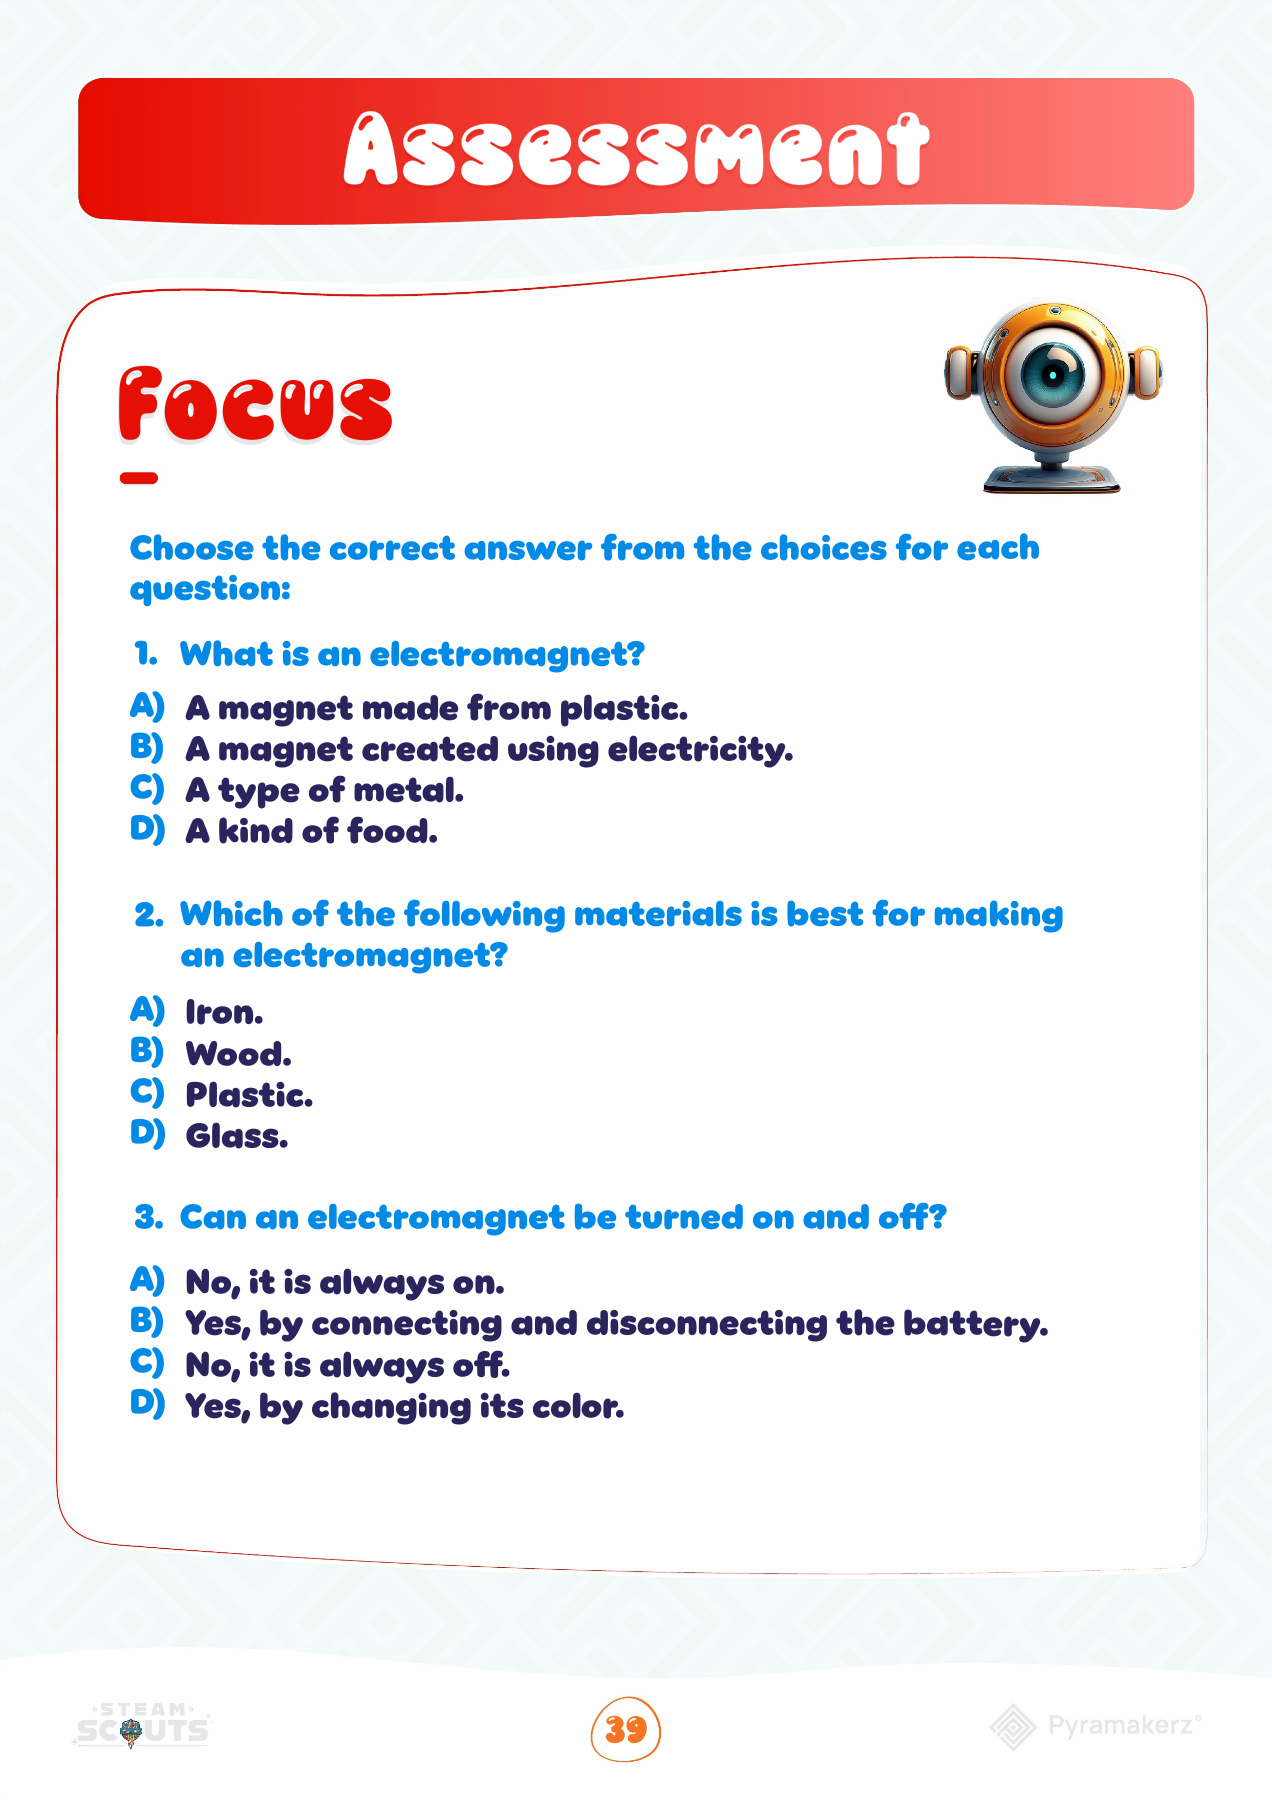 Assessment
Focus
Choose the correct answer from the choices for each
question:
1. What is an electromagnet?
A) A magnet made from plastic.
B) A magnet created using electricity.
C) A type of metal.
D) A kind of food.
2. Which of the following materials is best for making
an electromagnet?
A) Iron.
B) Wood.
C) Plastic.
D) Glass.
3. Can an electromagnet be turned on and off?
A) No, it is always on.
B) Yes, by connecting and disconnecting the battery.
C) No, it is always off.
D) Yes, by changing its color.
STEAM
SCOUTS
39
Pyramakerz